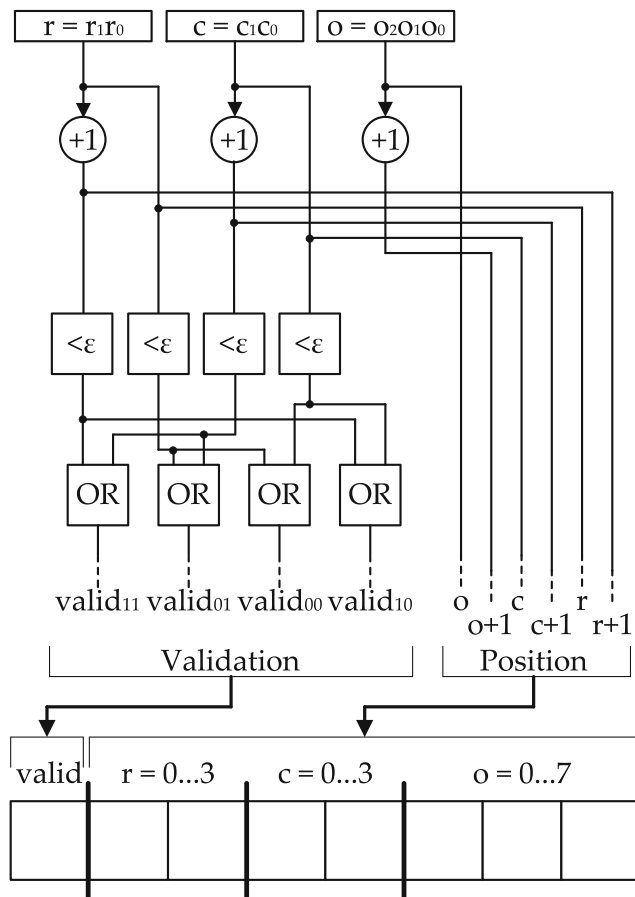 r = r₁r₀ c = c₁c₀ o = o₂o₁o₀
+1 +1 +1
<ε <ε <ε <ε
OR OR OR OR
valid₁₁ valid₀₁ valid₀₀ valid₁₀ o c r
o+1 c+1 r+1
Validation Position
valid r = 0...3 c = 0...3 o = 0...7